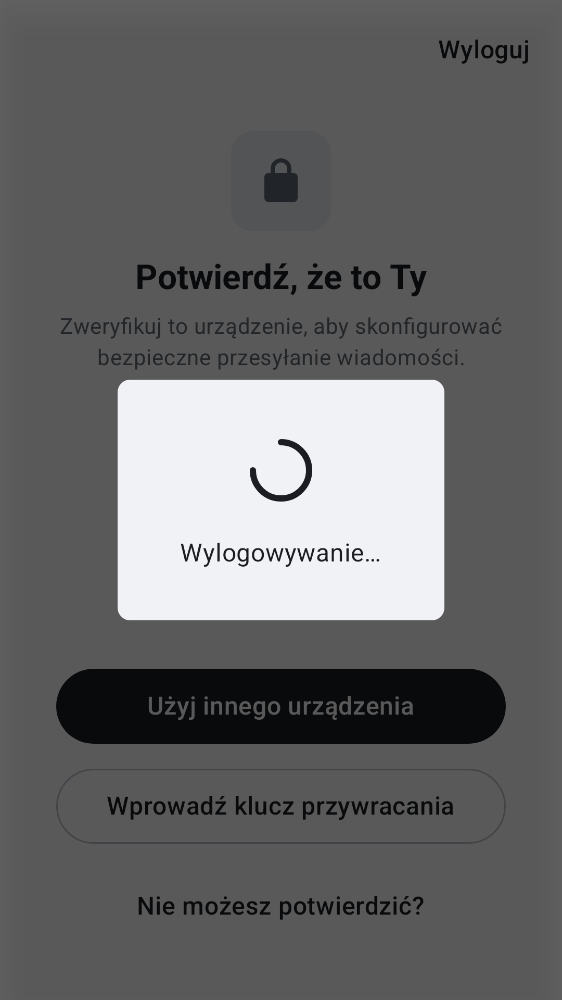 Wyloguj
Potwierdź, że to Ty
Zweryfikuj to urządzenie, aby skonfigurować
bezpieczne przesyłanie wiadomości.
Wylogowywanie…
Użyj innego urządzenia
Wprowadź klucz przywracania
Nie możesz potwierdzić?